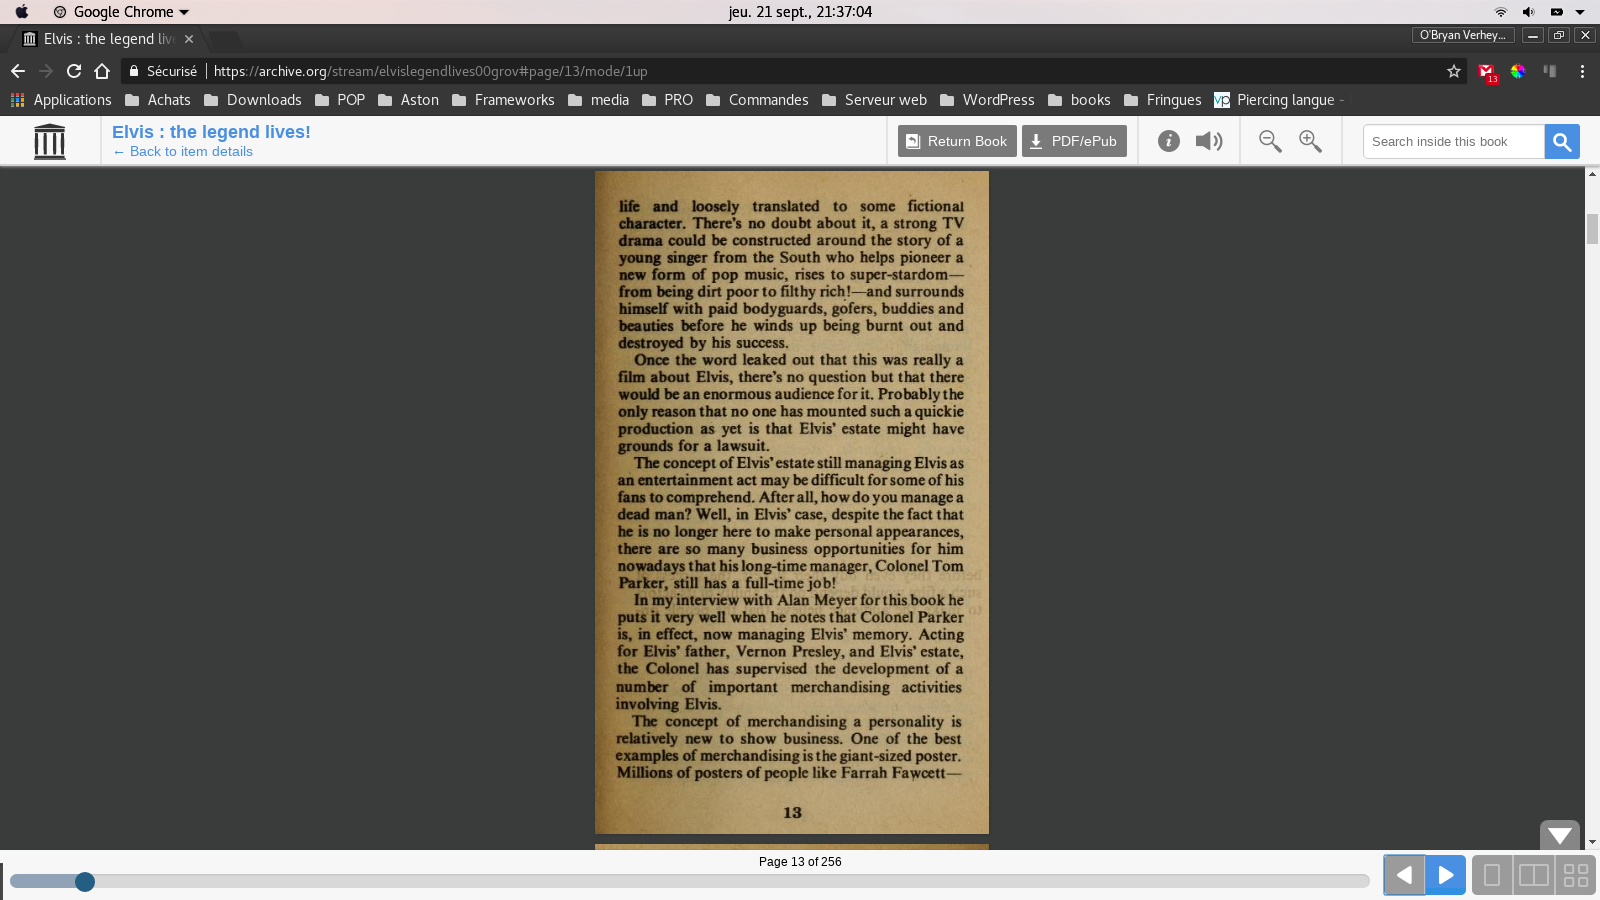 Google Chrome
jeu. 21 sept., 21:37:04
Elvis : the legend live
O'Bryan Verhey...
Sécurisé
https://archive.org/stream/elvislegendlives00grov#page/13/mode/1up
13
Applications Achats Downloads POP Aston Frameworks media PRO Commandes Serveur web WordPress books Fringues vp Piercing langue -
Elvis : the legend lives!
← Back to item details
Return Book
PDF/ePub
Search inside this book
life and loosely translated to some fictional
character. There's no doubt about it, a strong TV
drama could be constructed around the story of a
young singer from the South who helps pioneer a
new form of pop music, rises to super-stardom—
from being dirt poor to filthy rich!—and surrounds
himself with paid bodyguards, gofers, buddies and
beauties before he winds up being burnt out and
destroyed by his success.
Once the word leaked out that this was really a
film about Elvis, there's no question but that there
would be an enormous audience for it. Probably the
only reason that no one has mounted such a quickie
production as yet is that Elvis' estate might have
grounds for a lawsuit.
The concept of Elvis' estate still managing Elvis as
an entertainment act may be difficult for some of his
fans to comprehend. After all, how do you manage a
dead man? Well, in Elvis' case, despite the fact that
he is no longer here to make personal appearances,
there are so many business opportunities for him
nowadays that his long-time manager, Colonel Tom
Parker, still has a full-time job!
In my interview with Alan Meyer for this book he
puts it very well when he notes that Colonel Parker
is, in effect, now managing Elvis' memory. Acting
for Elvis' father, Vernon Presley, and Elvis' estate,
the Colonel has supervised the development of a
number of important merchandising activities
involving Elvis.
The concept of merchandising a personality is
relatively new to show business. One of the best
examples of merchandising is the giant-sized poster.
Millions of posters of people like Farrah Fawcett—
13
Page 13 of 256